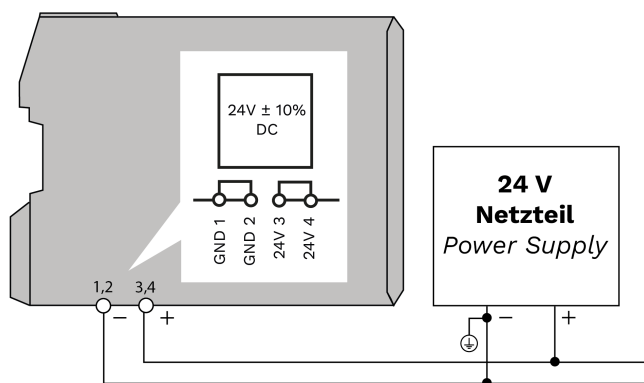 24V ± 10%
DC
GND 1
GND 2
24V 3
24V 4
1,2
3,4
− +
24 V
Netzteil
Power Supply
− +